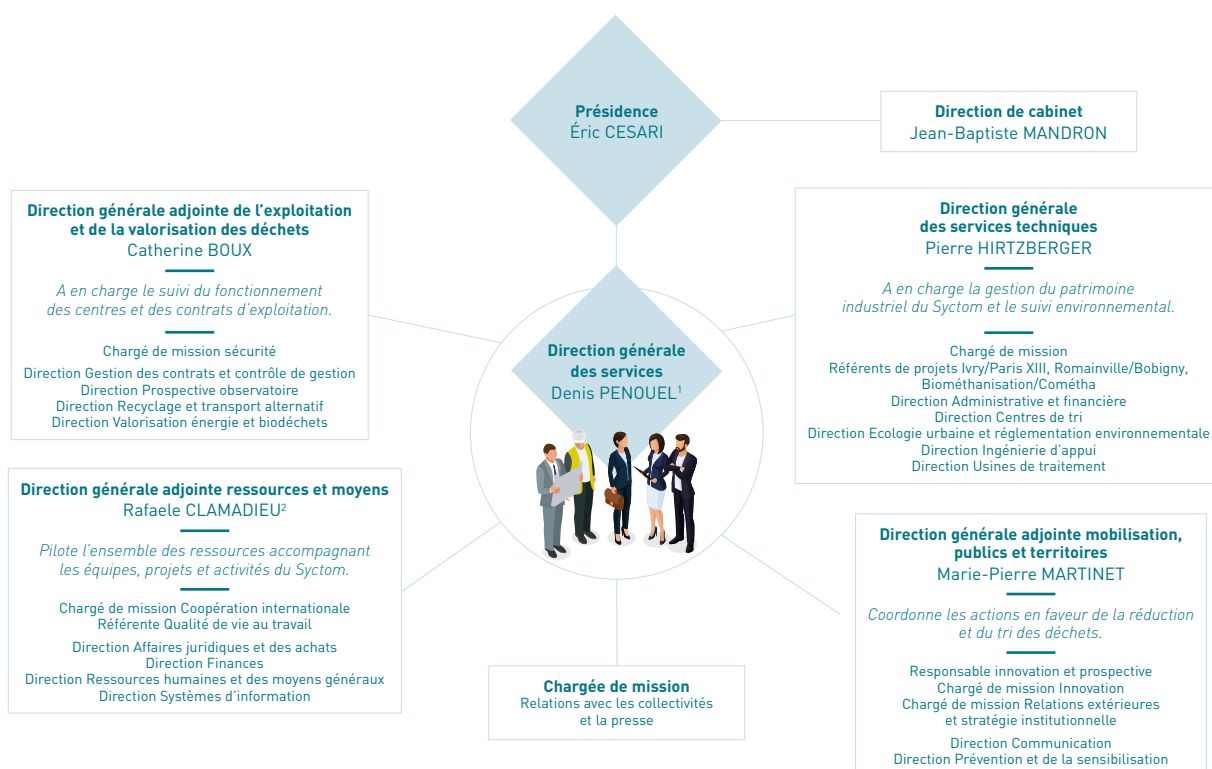 Présidence
Éric CESARI
Direction de cabinet
Jean-Baptiste MANDRON
Direction générale adjointe de l’exploitation
et de la valorisation des déchets
Catherine BOUX
A en charge le suivi du fonctionnement
des centres et des contrats d’exploitation.
Chargé de mission sécurité
Direction Gestion des contrats et contrôle de gestion
Direction Prospective observatoire
Direction Recyclage et transport alternatif
Direction Valorisation énergie et biodéchets
Direction générale
des services techniques
Pierre HIRTZBERGER
A en charge la gestion du patrimoine
industriel du Syctom et le suivi environnemental.
Chargé de mission
Référents de projets Ivry/Paris XIII, Romainville/Bobigny,
Biométhanisation/Cométha
Direction Administrative et financière
Direction Centres de tri
Direction Ecologie urbaine et réglementation environnementale
Direction Ingénierie d’appui
Direction Usines de traitement
Direction générale
des services
Denis PENOUEL¹
Direction générale adjointe ressources et moyens
Rafaele CLAMADIEU²
Pilote l’ensemble des ressources accompagnant
les équipes, projets et activités du Syctom.
Chargé de mission Coopération internationale
Référente Qualité de vie au travail
Direction Affaires juridiques et des achats
Direction Finances
Direction Ressources humaines et des moyens généraux
Direction Systèmes d’information
Chargée de mission
Relations avec les collectivités
et la presse
Direction générale adjointe mobilisation,
publics et territoires
Marie-Pierre MARTINET
Coordonne les actions en faveur de la réduction
et du tri des déchets.
Responsable innovation et prospective
Chargé de mission Innovation
Chargé de mission Relations extérieures
et stratégie institutionnelle
Direction Communication
Direction Prévention et de la sensibilisation